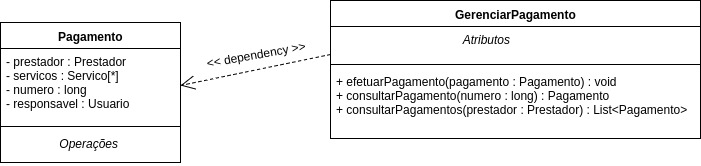 Pagamento
- prestador : Prestador
- servicos : Servico[*]
- numero : long
- responsavel : Usuario
Operações
<< dependency >>
GerenciarPagamento
Atributos
+ efetuarPagamento(pagamento : Pagamento) : void
+ consultarPagamento(numero : long) : Pagamento
+ consultarPagamentos(prestador : Prestador) : List<Pagamento>